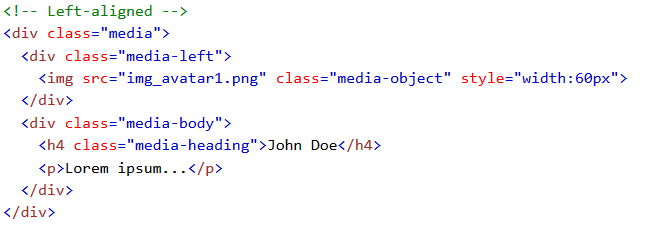 <!-- Left-aligned -->
<div class="media">
  <div class="media-left">
    <img src="img_avatar1.png" class="media-object" style="width:60px">
  </div>
  <div class="media-body">
    <h4 class="media-heading">John Doe</h4>
    <p>Lorem ipsum...</p>
  </div>
</div>